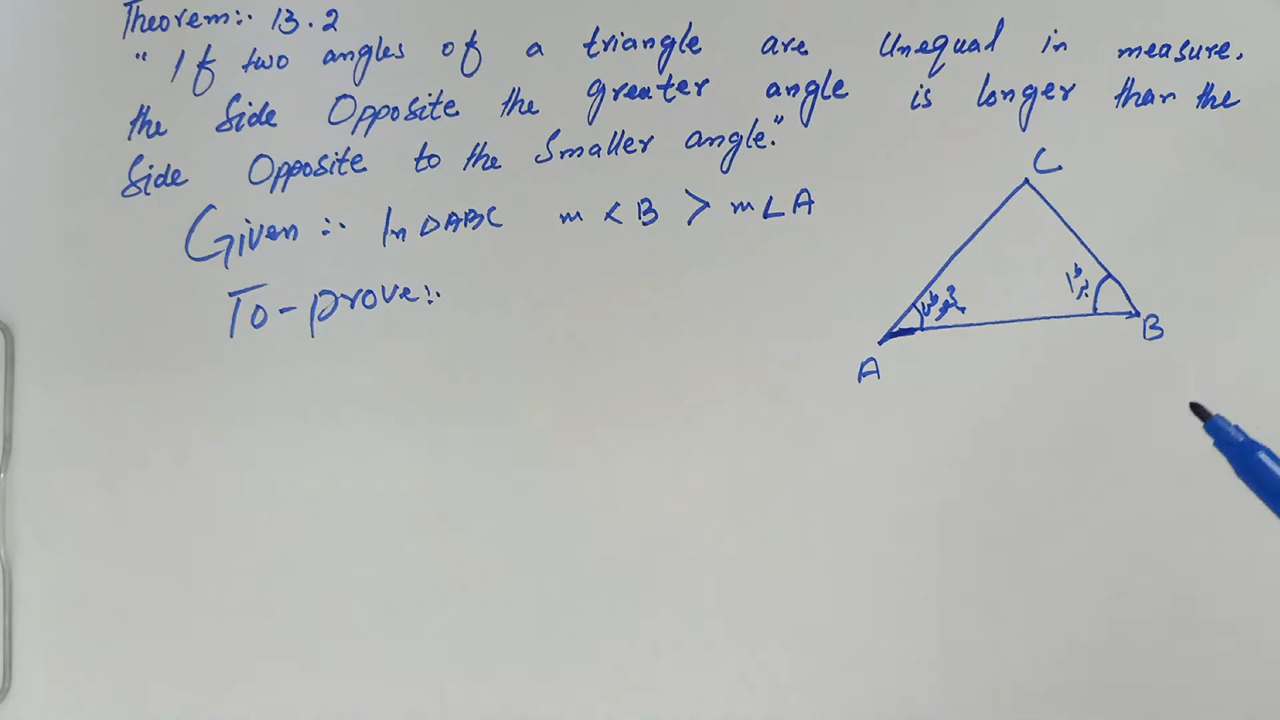 Theorem:- 13.2
" If two angles of a triangle are Unequal in measure.
the Side Opposite the greater angle is longer than the
Side Opposite to the Smaller angle."
Given :- In ΔABC m < B > m∠A
To-prove:-
C
بڑا
A
B